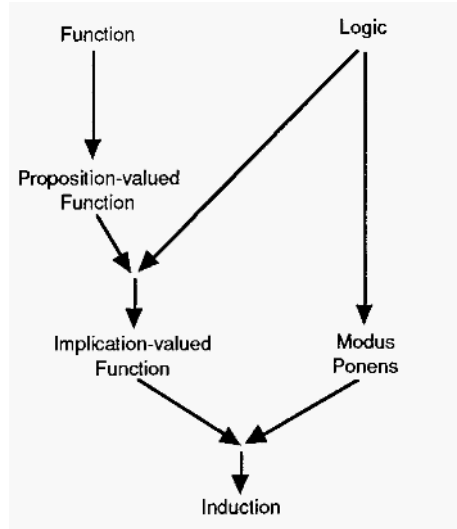 Function
Logic
Proposition-valued
Function
Implication-valued
Function
Modus
Ponens
Induction